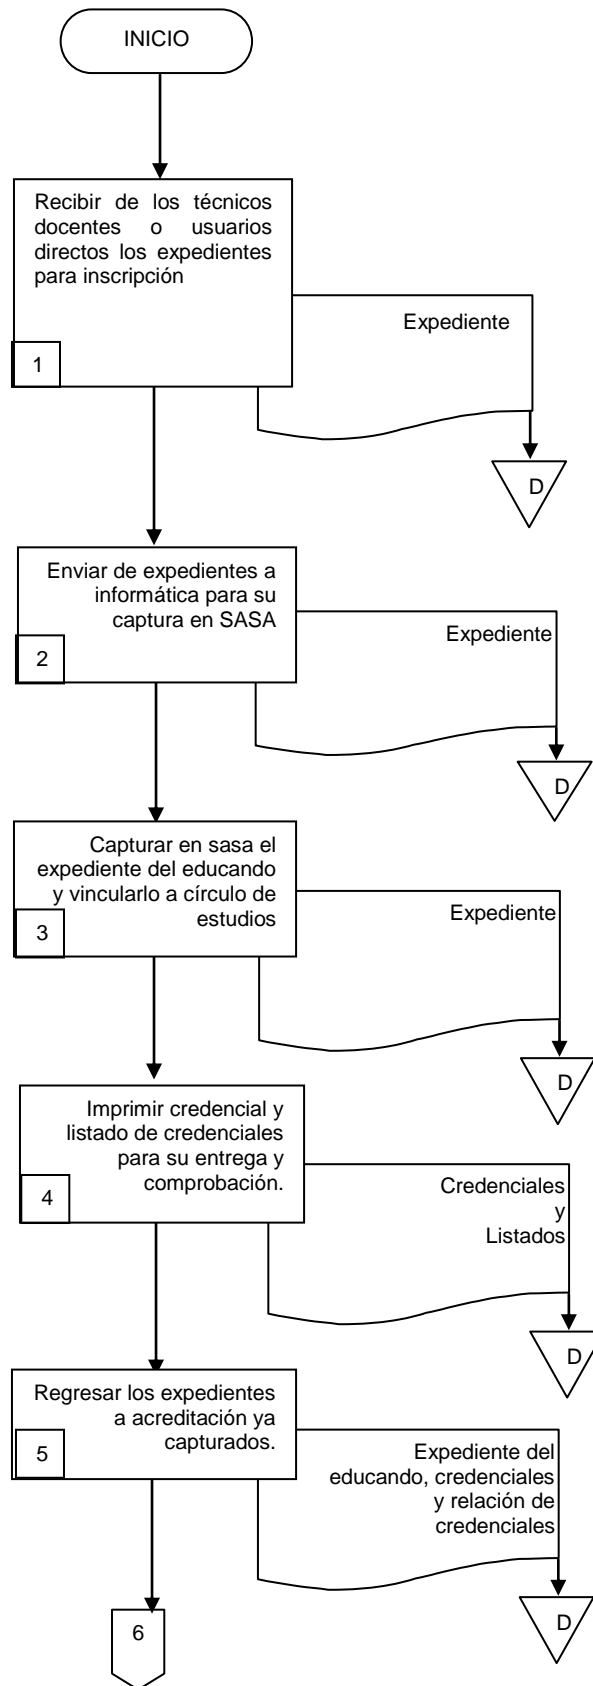 INICIO
Recibir de los técnicos
docentes o usuarios
directos los expedientes
para inscripción
1
Expediente
D
Enviar de expedientes a
informática para su
captura en SASA
2
Expediente
D
Capturar en sasa el
expediente del educando
y vincularlo a círculo de
estudios
3
Expediente
D
Imprimir credencial y
listado de credenciales
para su entrega y
comprobación.
4
Credenciales
y
Listados
D
Regresar los expedientes
a acreditación ya
capturados.
5
Expediente del
educando, credenciales
y relación de
credenciales
D
6